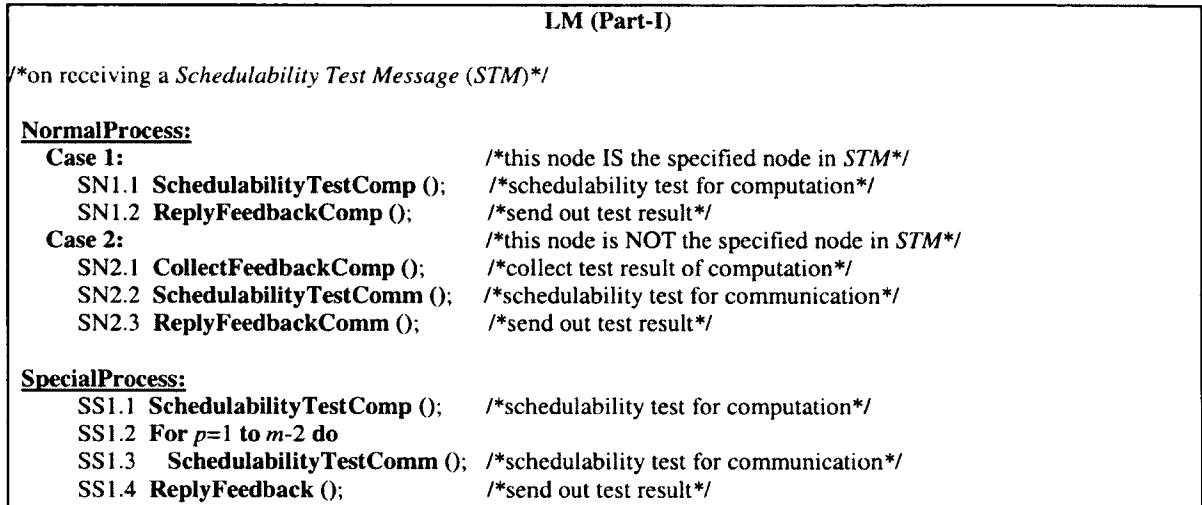 LM (Part-I)
/*on receiving a Schedulability Test Message (STM)*/
NormalProcess:
Case 1: /*this node IS the specified node in STM*/
SN1.1 SchedulabilityTestComp (); /*schedulability test for computation*/
SN1.2 ReplyFeedbackComp (); /*send out test result*/
Case 2: /*this node is NOT the specified node in STM*/
SN2.1 CollectFeedbackComp (); /*collect test result of computation*/
SN2.2 SchedulabilityTestComm (); /*schedulability test for communication*/
SN2.3 ReplyFeedbackComm (); /*send out test result*/
SpecialProcess:
SS1.1 SchedulabilityTestComp (); /*schedulability test for computation*/
SS1.2 For p=1 to m-2 do
SS1.3 SchedulabilityTestComm (); /*schedulability test for communication*/
SS1.4 ReplyFeedback (); /*send out test result*/